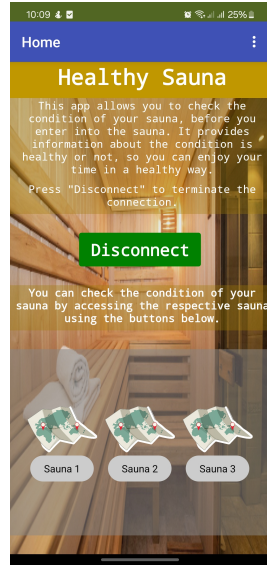 10:09 25%
Home
Healthy Sauna
This app allows you to check the
condition of your sauna, before you
enter into the sauna. It provides
information about the condition is
healthy or not, so you can enjoy your
time in a healthy way.
Press "Disconnect" to terminate the
connection.
Disconnect
You can check the condition of your
sauna by accessing the respective sauna
using the buttons below.
Sauna 1 Sauna 2 Sauna 3